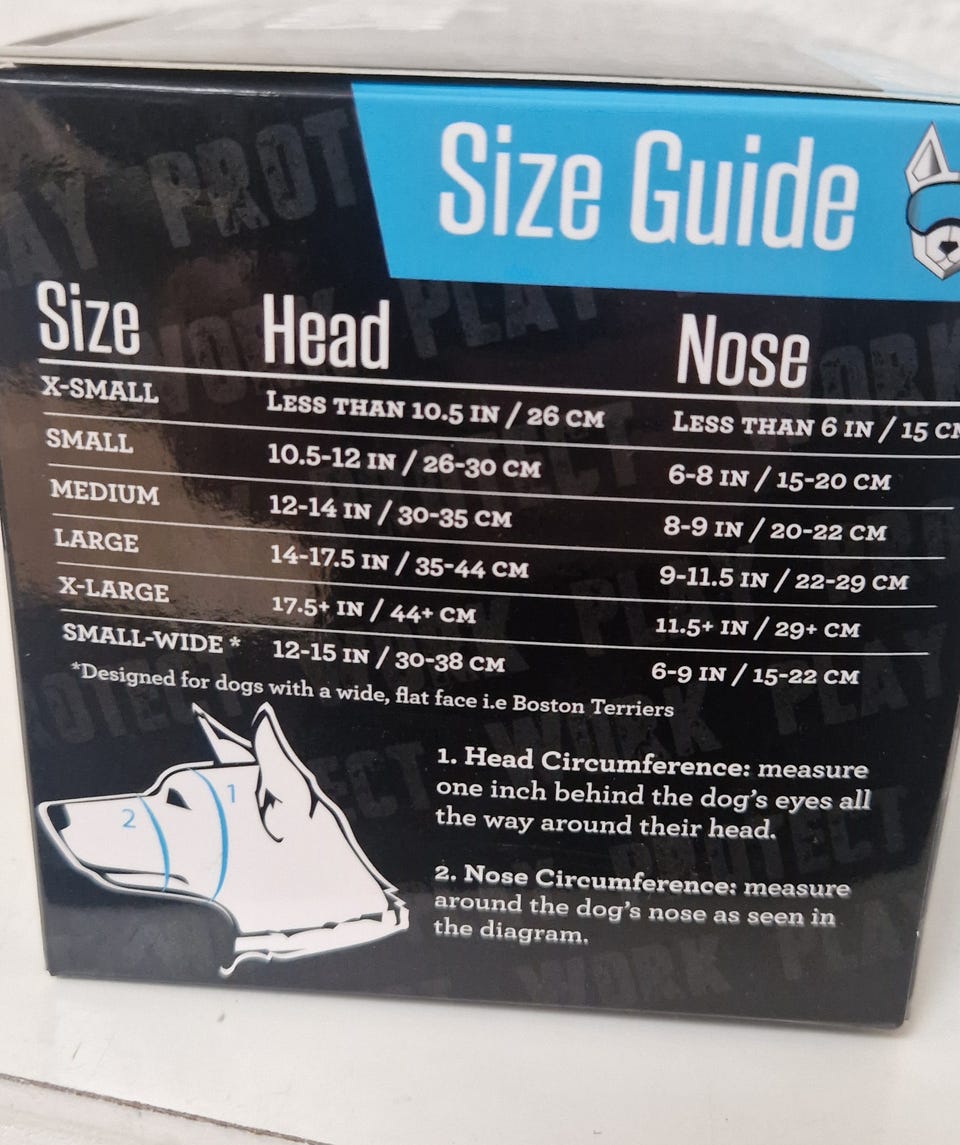 Size Guide
Size Head Nose
X-SMALL LESS THAN 10.5 IN / 26 CM LESS THAN 6 IN / 15 CM
SMALL 10.5-12 IN / 26-30 CM 6-8 IN / 15-20 CM
MEDIUM 12-14 IN / 30-35 CM 8-9 IN / 20-22 CM
LARGE 14-17.5 IN / 35-44 CM 9-11.5 IN / 22-29 CM
X-LARGE 17.5+ IN / 44+ CM 11.5+ IN / 29+ CM
SMALL-WIDE * 12-15 IN / 30-38 CM 6-9 IN / 15-22 CM
*Designed for dogs with a wide, flat face i.e Boston Terriers
1. Head Circumference: measure
one inch behind the dog's eyes all
the way around their head.
2. Nose Circumference: measure
around the dog's nose as seen in
the diagram.
2 1